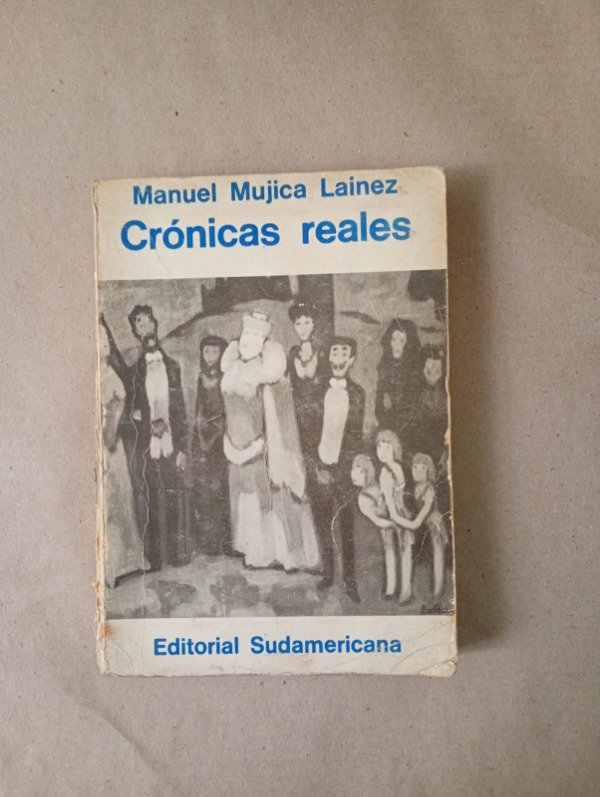 Manuel Mujica Lainez
Crónicas reales
Editorial Sudamericana